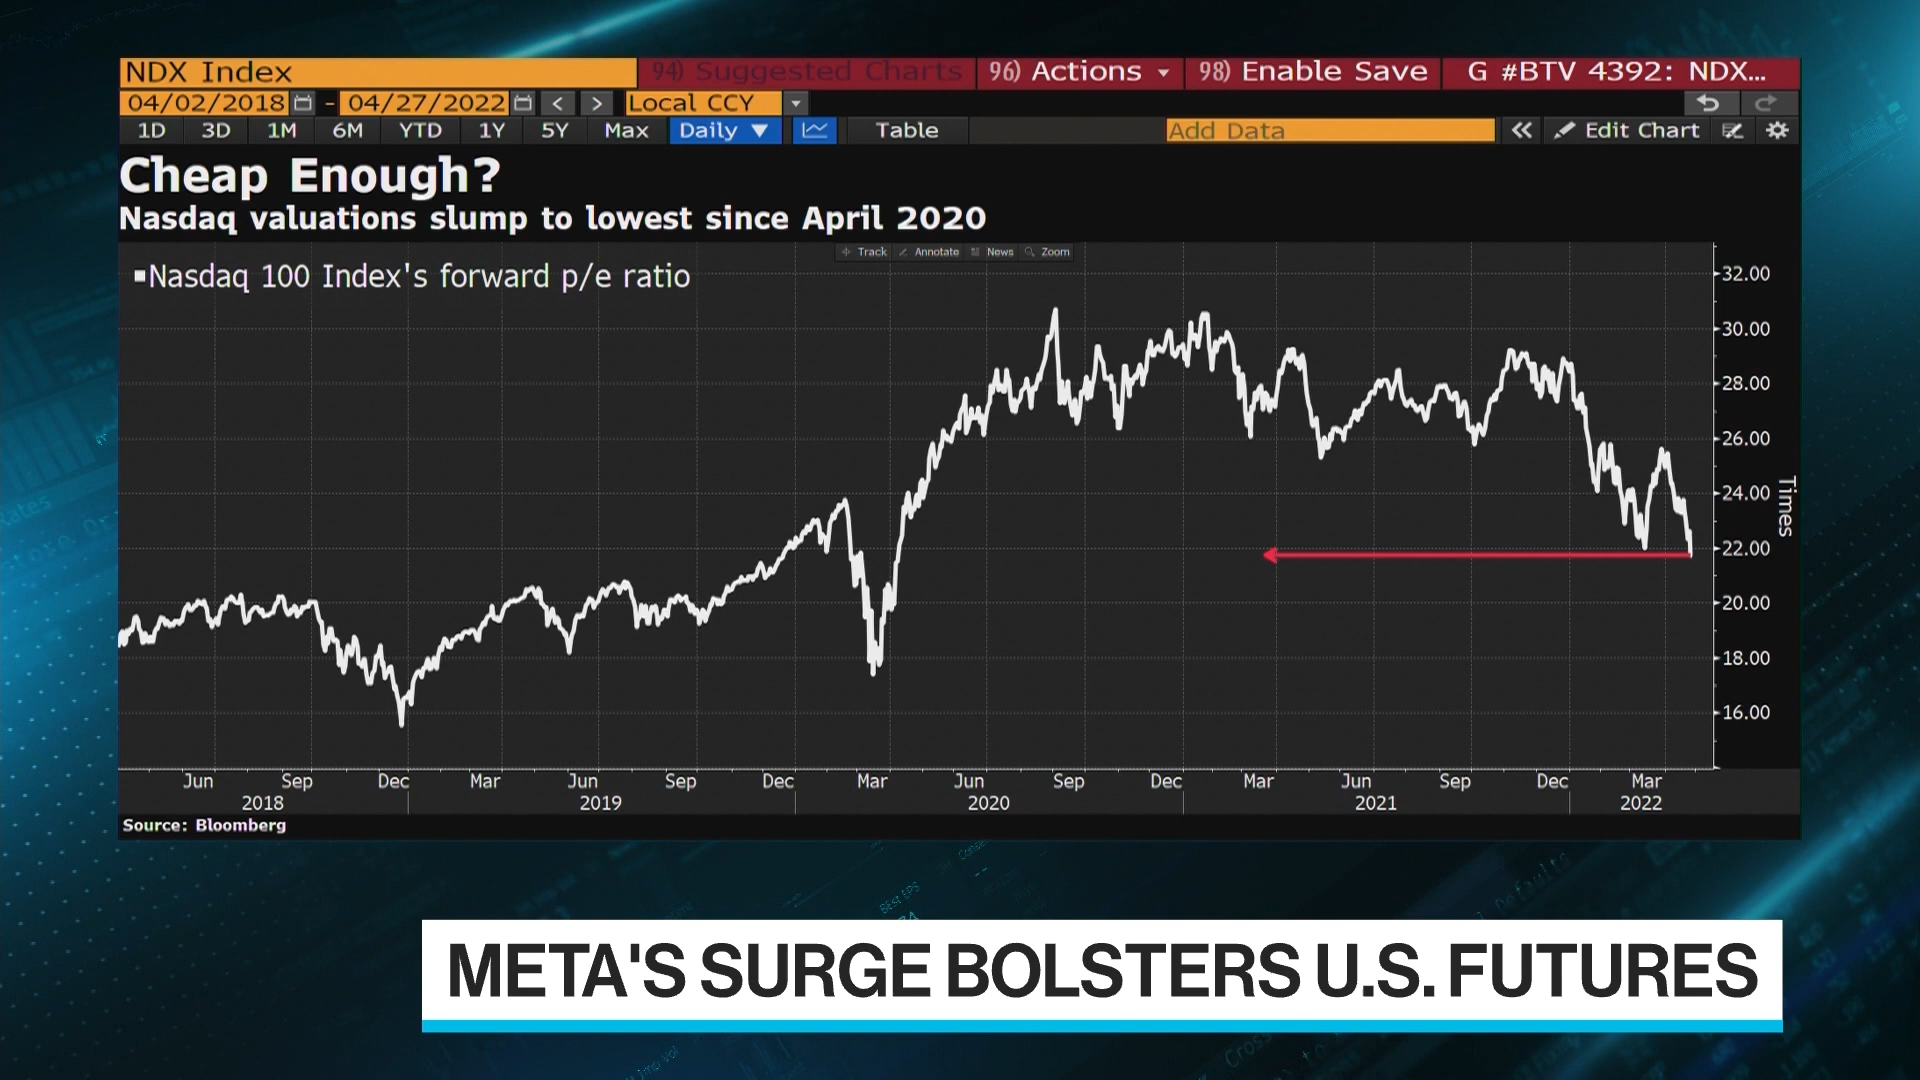 NDX Index
94) Suggested Charts
96) Actions
98) Enable Save
G #BTV 4392: NDX...
04/02/2018 - 04/27/2022 < > Local CCY
1D 3D 1M 6M YTD 1Y 5Y Max Daily ▼ Table Add Data « Edit Chart
Cheap Enough?
Nasdaq valuations slump to lowest since April 2020
Track Annotate News Zoom
Nasdaq 100 Index's forward p/e ratio
32.00
30.00
28.00
26.00
24.00
22.00
20.00
18.00
16.00
Times
Jun Sep Dec Mar Jun Sep Dec Mar Jun Sep Dec Mar Jun Sep Dec Mar
2018 2019 2020 2021 2022
Source: Bloomberg
META'S SURGE BOLSTERS U.S. FUTURES